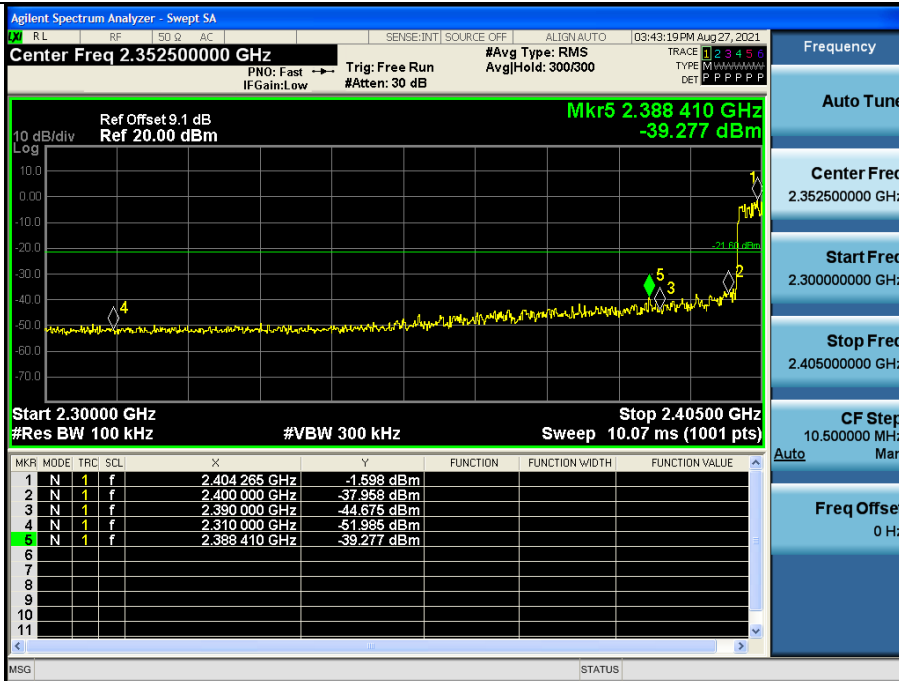 Agilent Spectrum Analyzer - Swept SA
LXI RL RF 50 Ω AC SENSE:INT SOURCE OFF ALIGN AUTO 03:43:19 PM Aug 27, 2021
Center Freq 2.352500000 GHz
PNO: Fast
IFGain:Low
Trig: Free Run
#Atten: 30 dB
#Avg Type: RMS
Avg|Hold: 300/300
TRACE 1 2 3 4 5 6
TYPE M
DET P P P P P P
Ref Offset 9.1 dB
10 dB/div Ref 20.00 dBm
Log
Mkr5 2.388 410 GHz
-39.277 dBm
10.0
0.00
-10.0
-20.0
-30.0
-40.0
-50.0
-60.0
-70.0
1
-21.60 dBm
5
2
3
4
Start 2.30000 GHz Stop 2.40500 GHz
#Res BW 100 kHz #VBW 300 kHz Sweep 10.07 ms (1001 pts)
MKR MODE TRC SCL X Y FUNCTION FUNCTION WIDTH FUNCTION VALUE
1 N 1 f 2.404 265 GHz -1.598 dBm
2 N 1 f 2.400 000 GHz -37.958 dBm
3 N 1 f 2.390 000 GHz -44.675 dBm
4 N 1 f 2.310 000 GHz -51.985 dBm
5 N 1 f 2.388 410 GHz -39.277 dBm
6
7
8
9
10
11
MSG STATUS
Frequency
Auto Tune
Center Freq
2.352500000 GHz
Start Freq
2.300000000 GHz
Stop Freq
2.405000000 GHz
CF Step
10.500000 MHz
Auto Man
Freq Offset
0 Hz